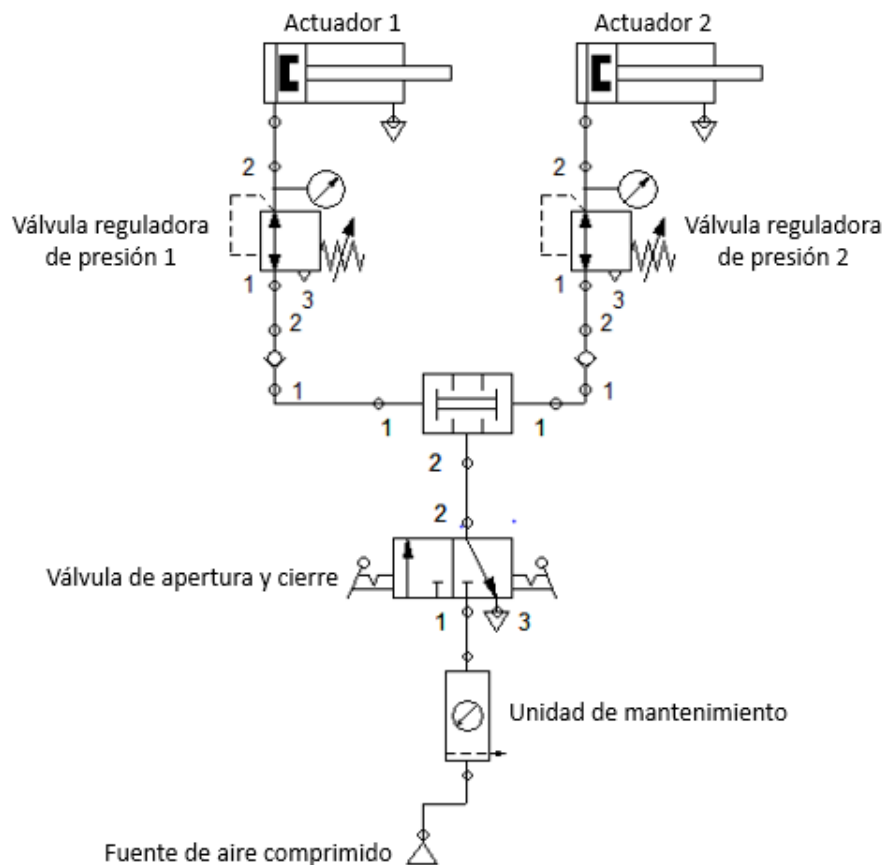 Actuador 1
Actuador 2
2
2
Válvula reguladora
de presión 1
Válvula reguladora
de presión 2
1
3
1
3
2
2
1
1
1
1
2
2
Válvula de apertura y cierre
1
3
Unidad de mantenimiento
Fuente de aire comprimido